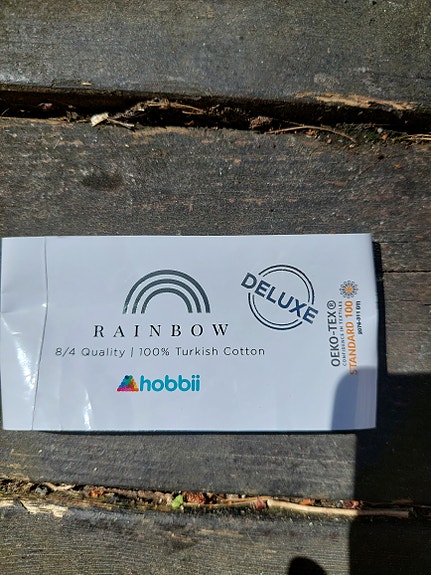 RAINBOW
8/4 Quality | 100% Turkish Cotton
hobbii
DELUXE
OEKO-TEX®
CONFIDENCE IN TEXTILES
STANDARD 100